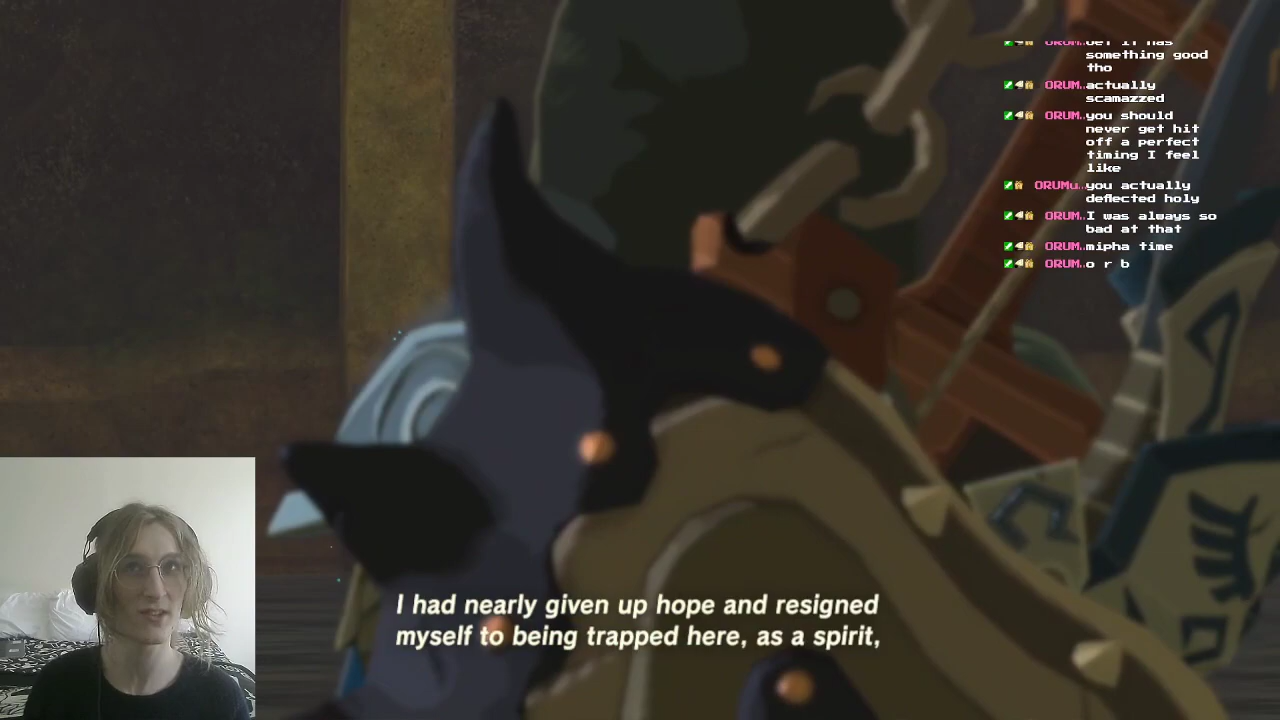 something good
tho
ORUM..actually
scamazzed
ORUM..you should
never get hit
off a perfect
timing I feel
like
ORUMu..you actually
deflected holy
ORUM..I was always so
bad at that
ORUM..mipha time
ORUM..o r b
I had nearly given up hope and resigned
myself to being trapped here, as a spirit,